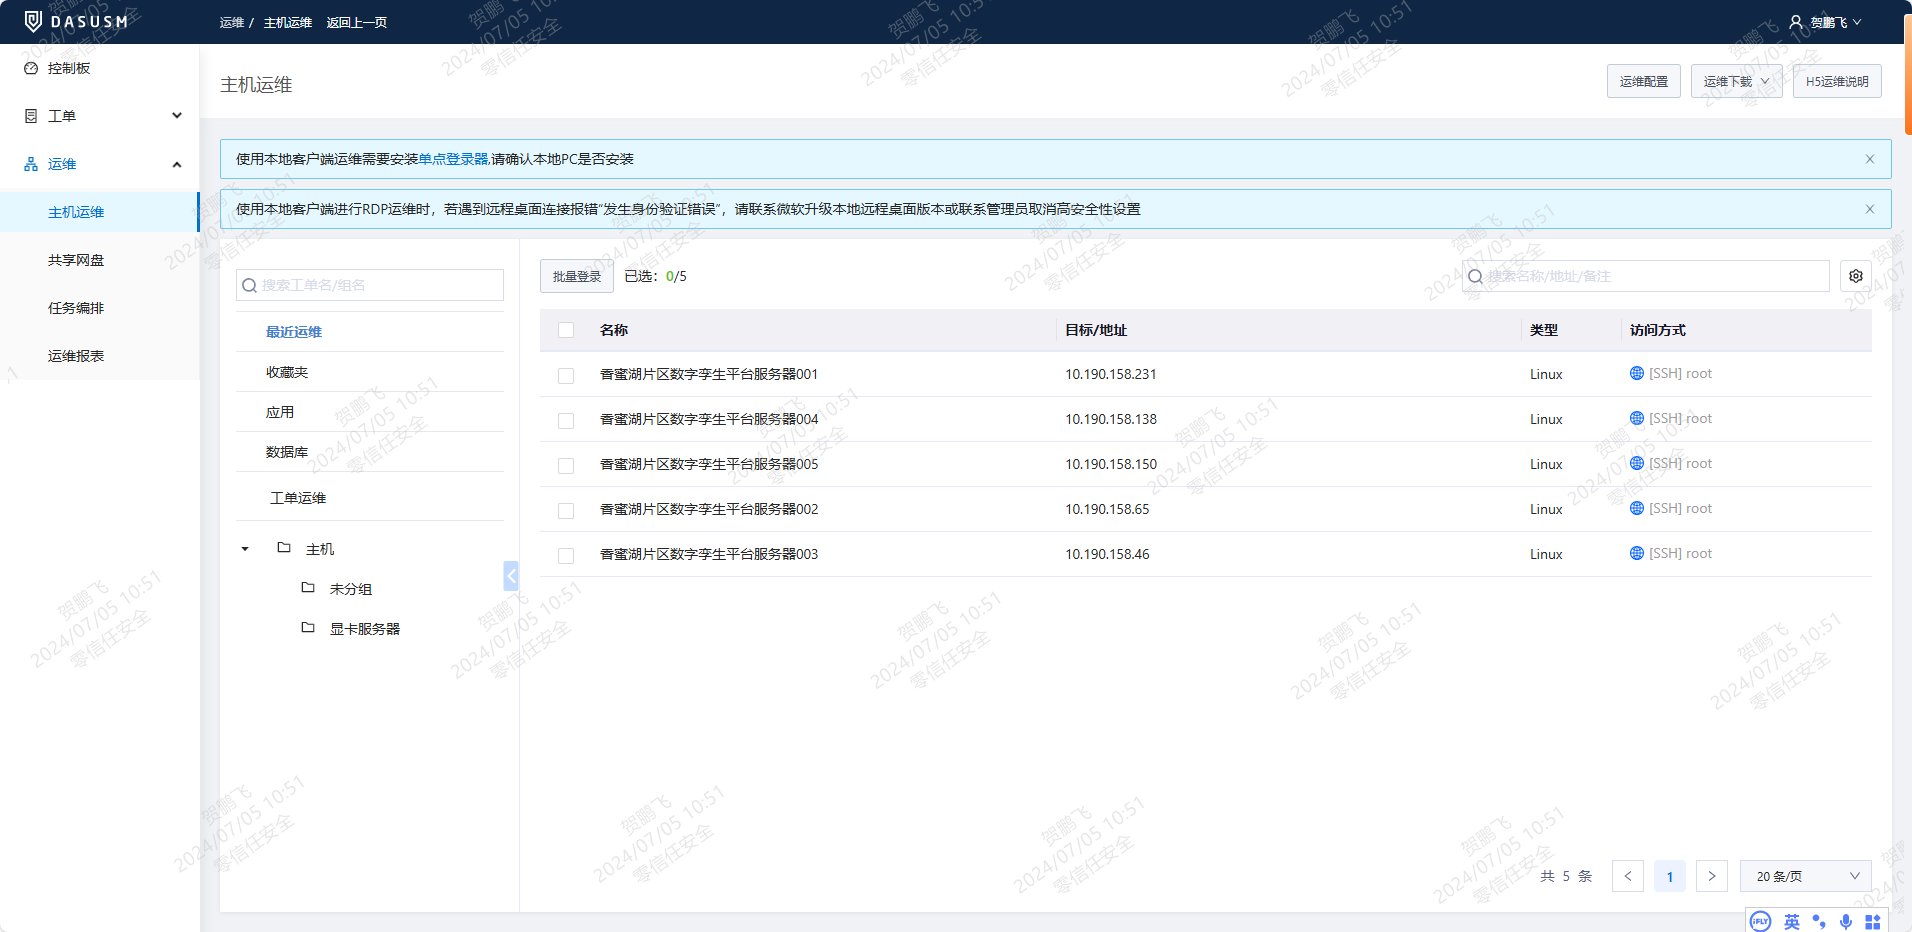 DASUSM
运维 / 主机运维 返回上一页
贺鹏飞
控制板
工单
运维
主机运维
共享网盘
任务编排
运维报表
主机运维
运维配置
运维下载
H5运维说明
使用本地客户端运维需要安装单点登录器,请确认本地PC是否安装
使用本地客户端进行RDP运维时，若遇到远程桌面连接报错“发生身份验证错误”，请联系微软升级本地远程桌面版本或联系管理员取消高安全性设置
搜索工单名/组名
最近运维
收藏夹
应用
数据库
工单运维
主机
未分组
显卡服务器
批量登录 已选：0/5
搜索名称/地址/备注
名称 目标/地址 类型 访问方式
香蜜湖片区数字孪生平台服务器001 10.190.158.231 Linux [SSH] root
香蜜湖片区数字孪生平台服务器004 10.190.158.138 Linux [SSH] root
香蜜湖片区数字孪生平台服务器005 10.190.158.150 Linux [SSH] root
香蜜湖片区数字孪生平台服务器002 10.190.158.65 Linux [SSH] root
香蜜湖片区数字孪生平台服务器003 10.190.158.46 Linux [SSH] root
共 5 条 < 1 > 20 条/页
iFLY 英
贺鹏飞
2024/07/05 10:51
零信任安全